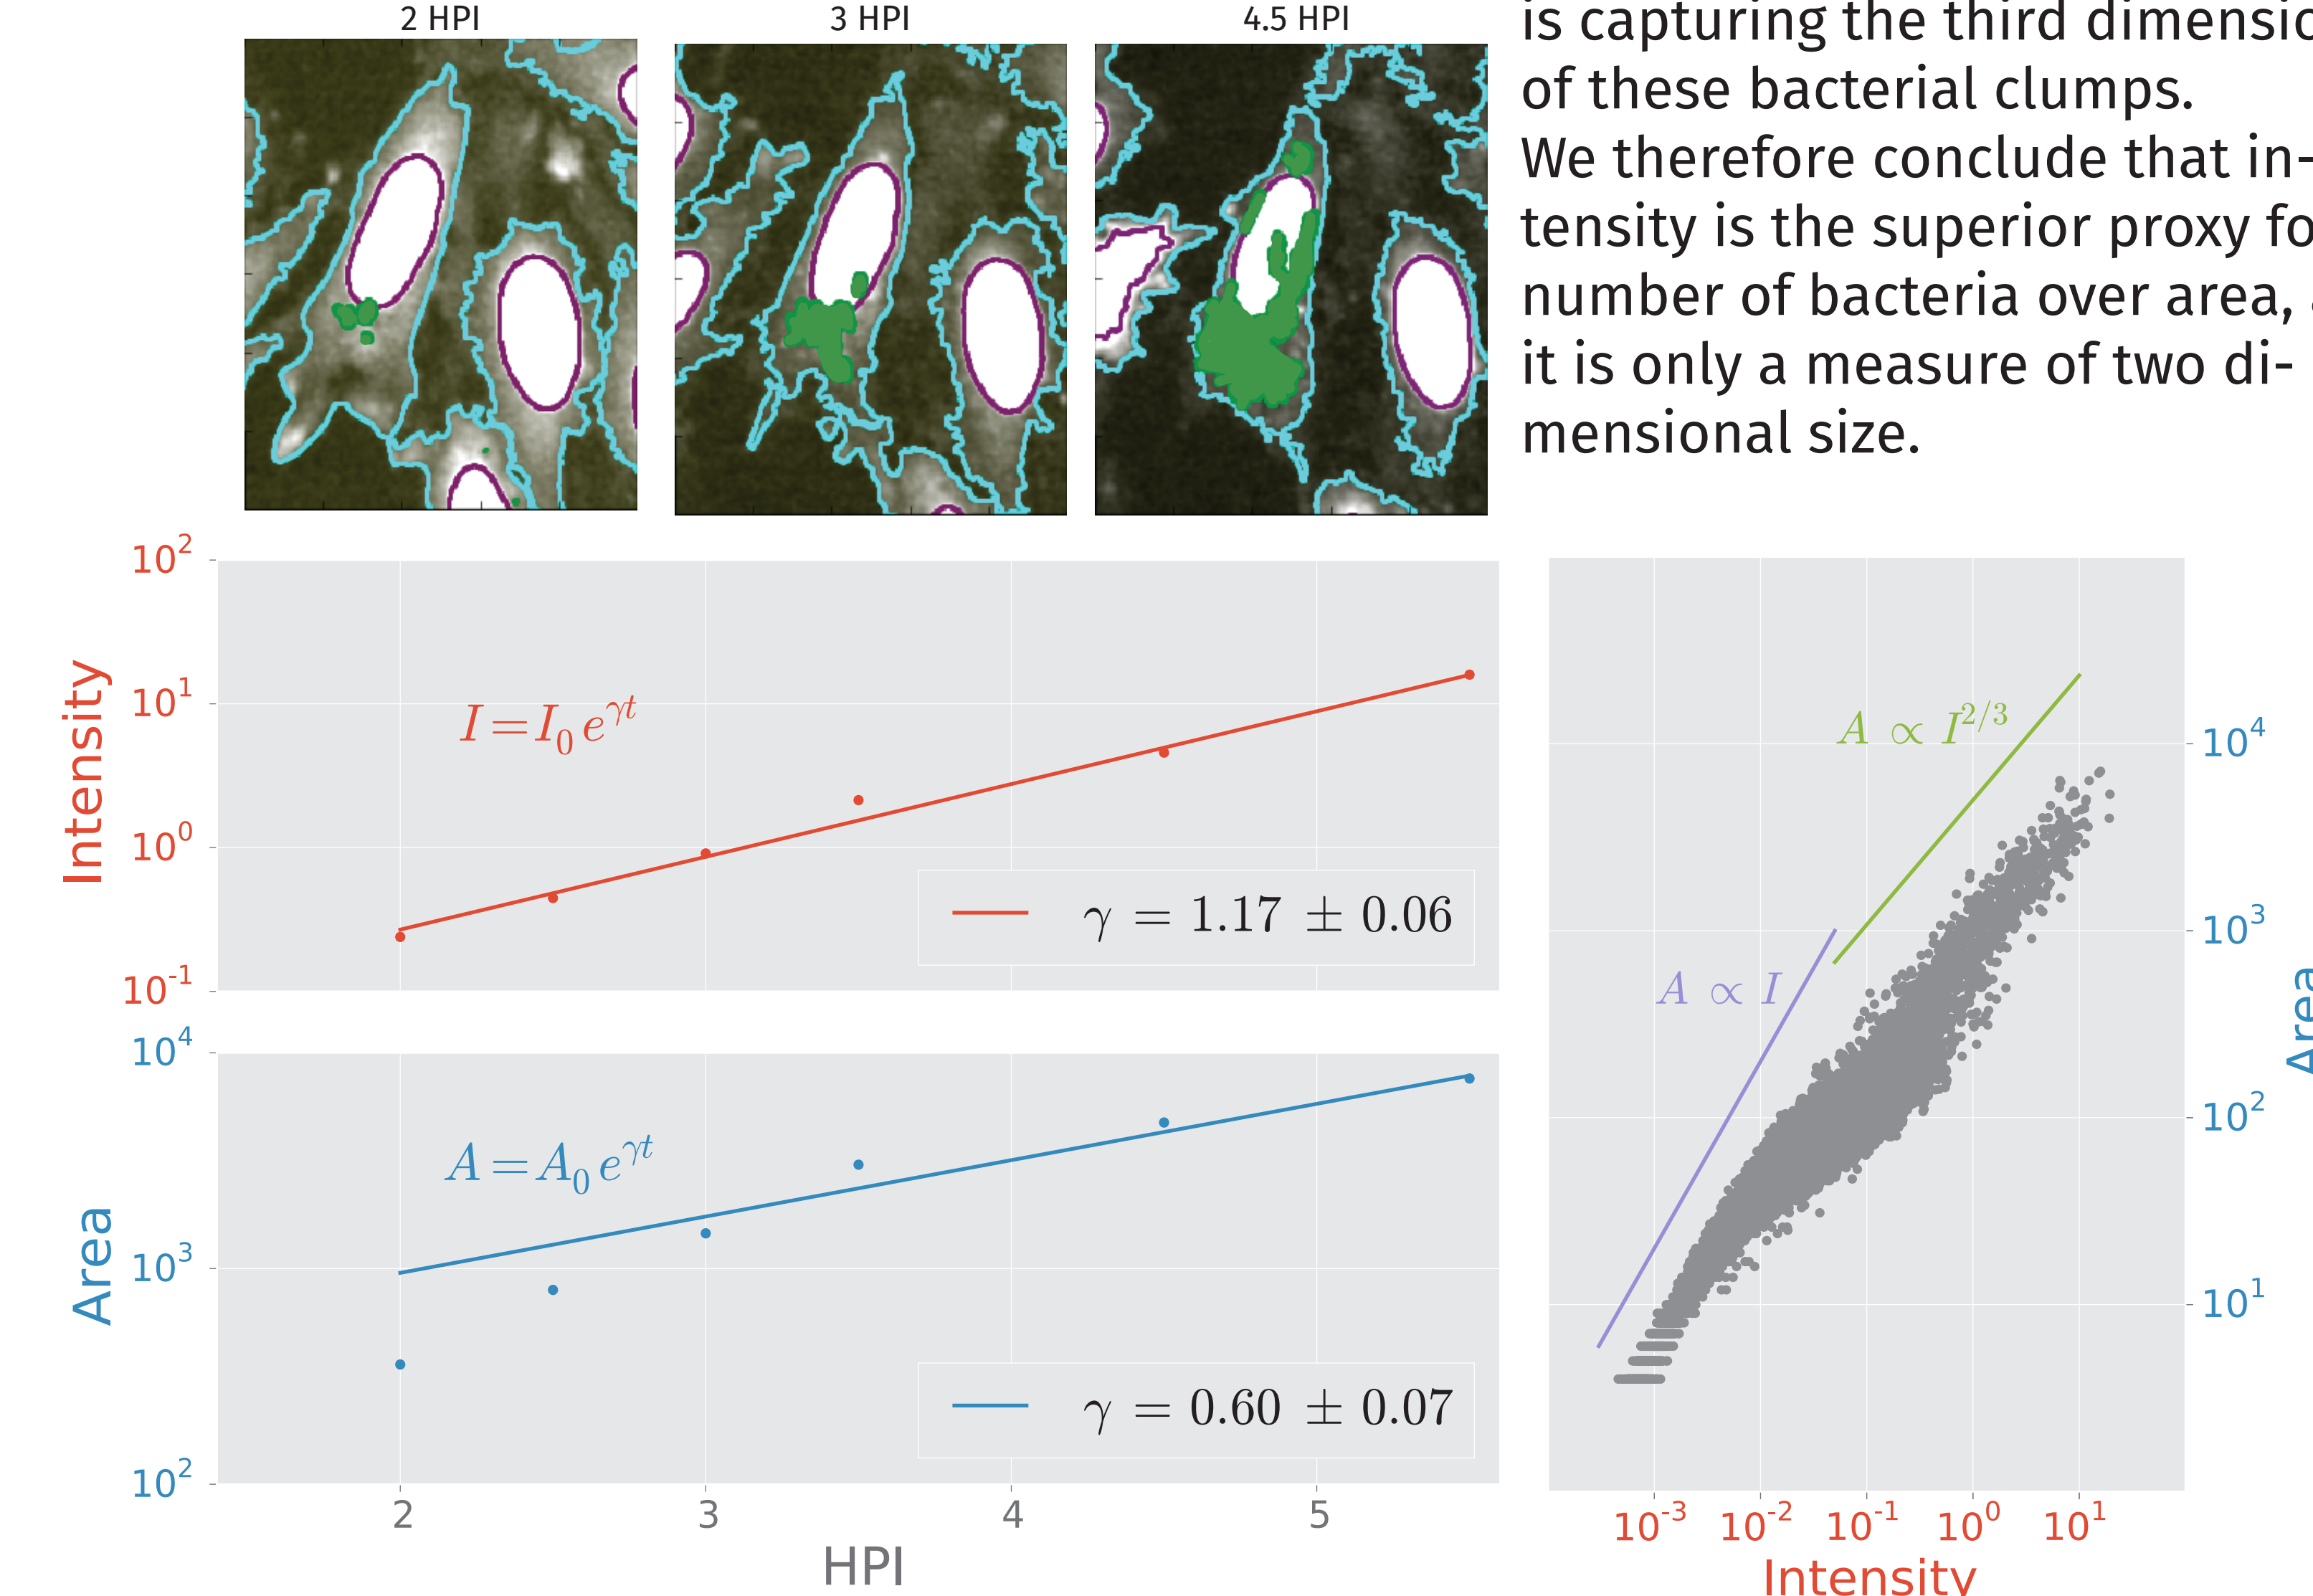 2 HPI
3 HPI
4.5 HPI
is capturing the third dimensio
of these bacterial clumps.
We therefore conclude that in-
tensity is the superior proxy fo
number of bacteria over area,
it is only a measure of two di-
mensional size.
10^2
10^1
10^0
10^-1
Intensity
I=I_0 e^{γt}
γ = 1.17 ± 0.06
10^4
10^3
10^2
Area
A=A_0 e^{γt}
γ = 0.60 ± 0.07
2 3 4 5
HPI
A ∝ I^{2/3}
A ∝ I
10^4
10^3
10^2
10^1
Area
10^-3 10^-2 10^-1 10^0 10^1
Intensity